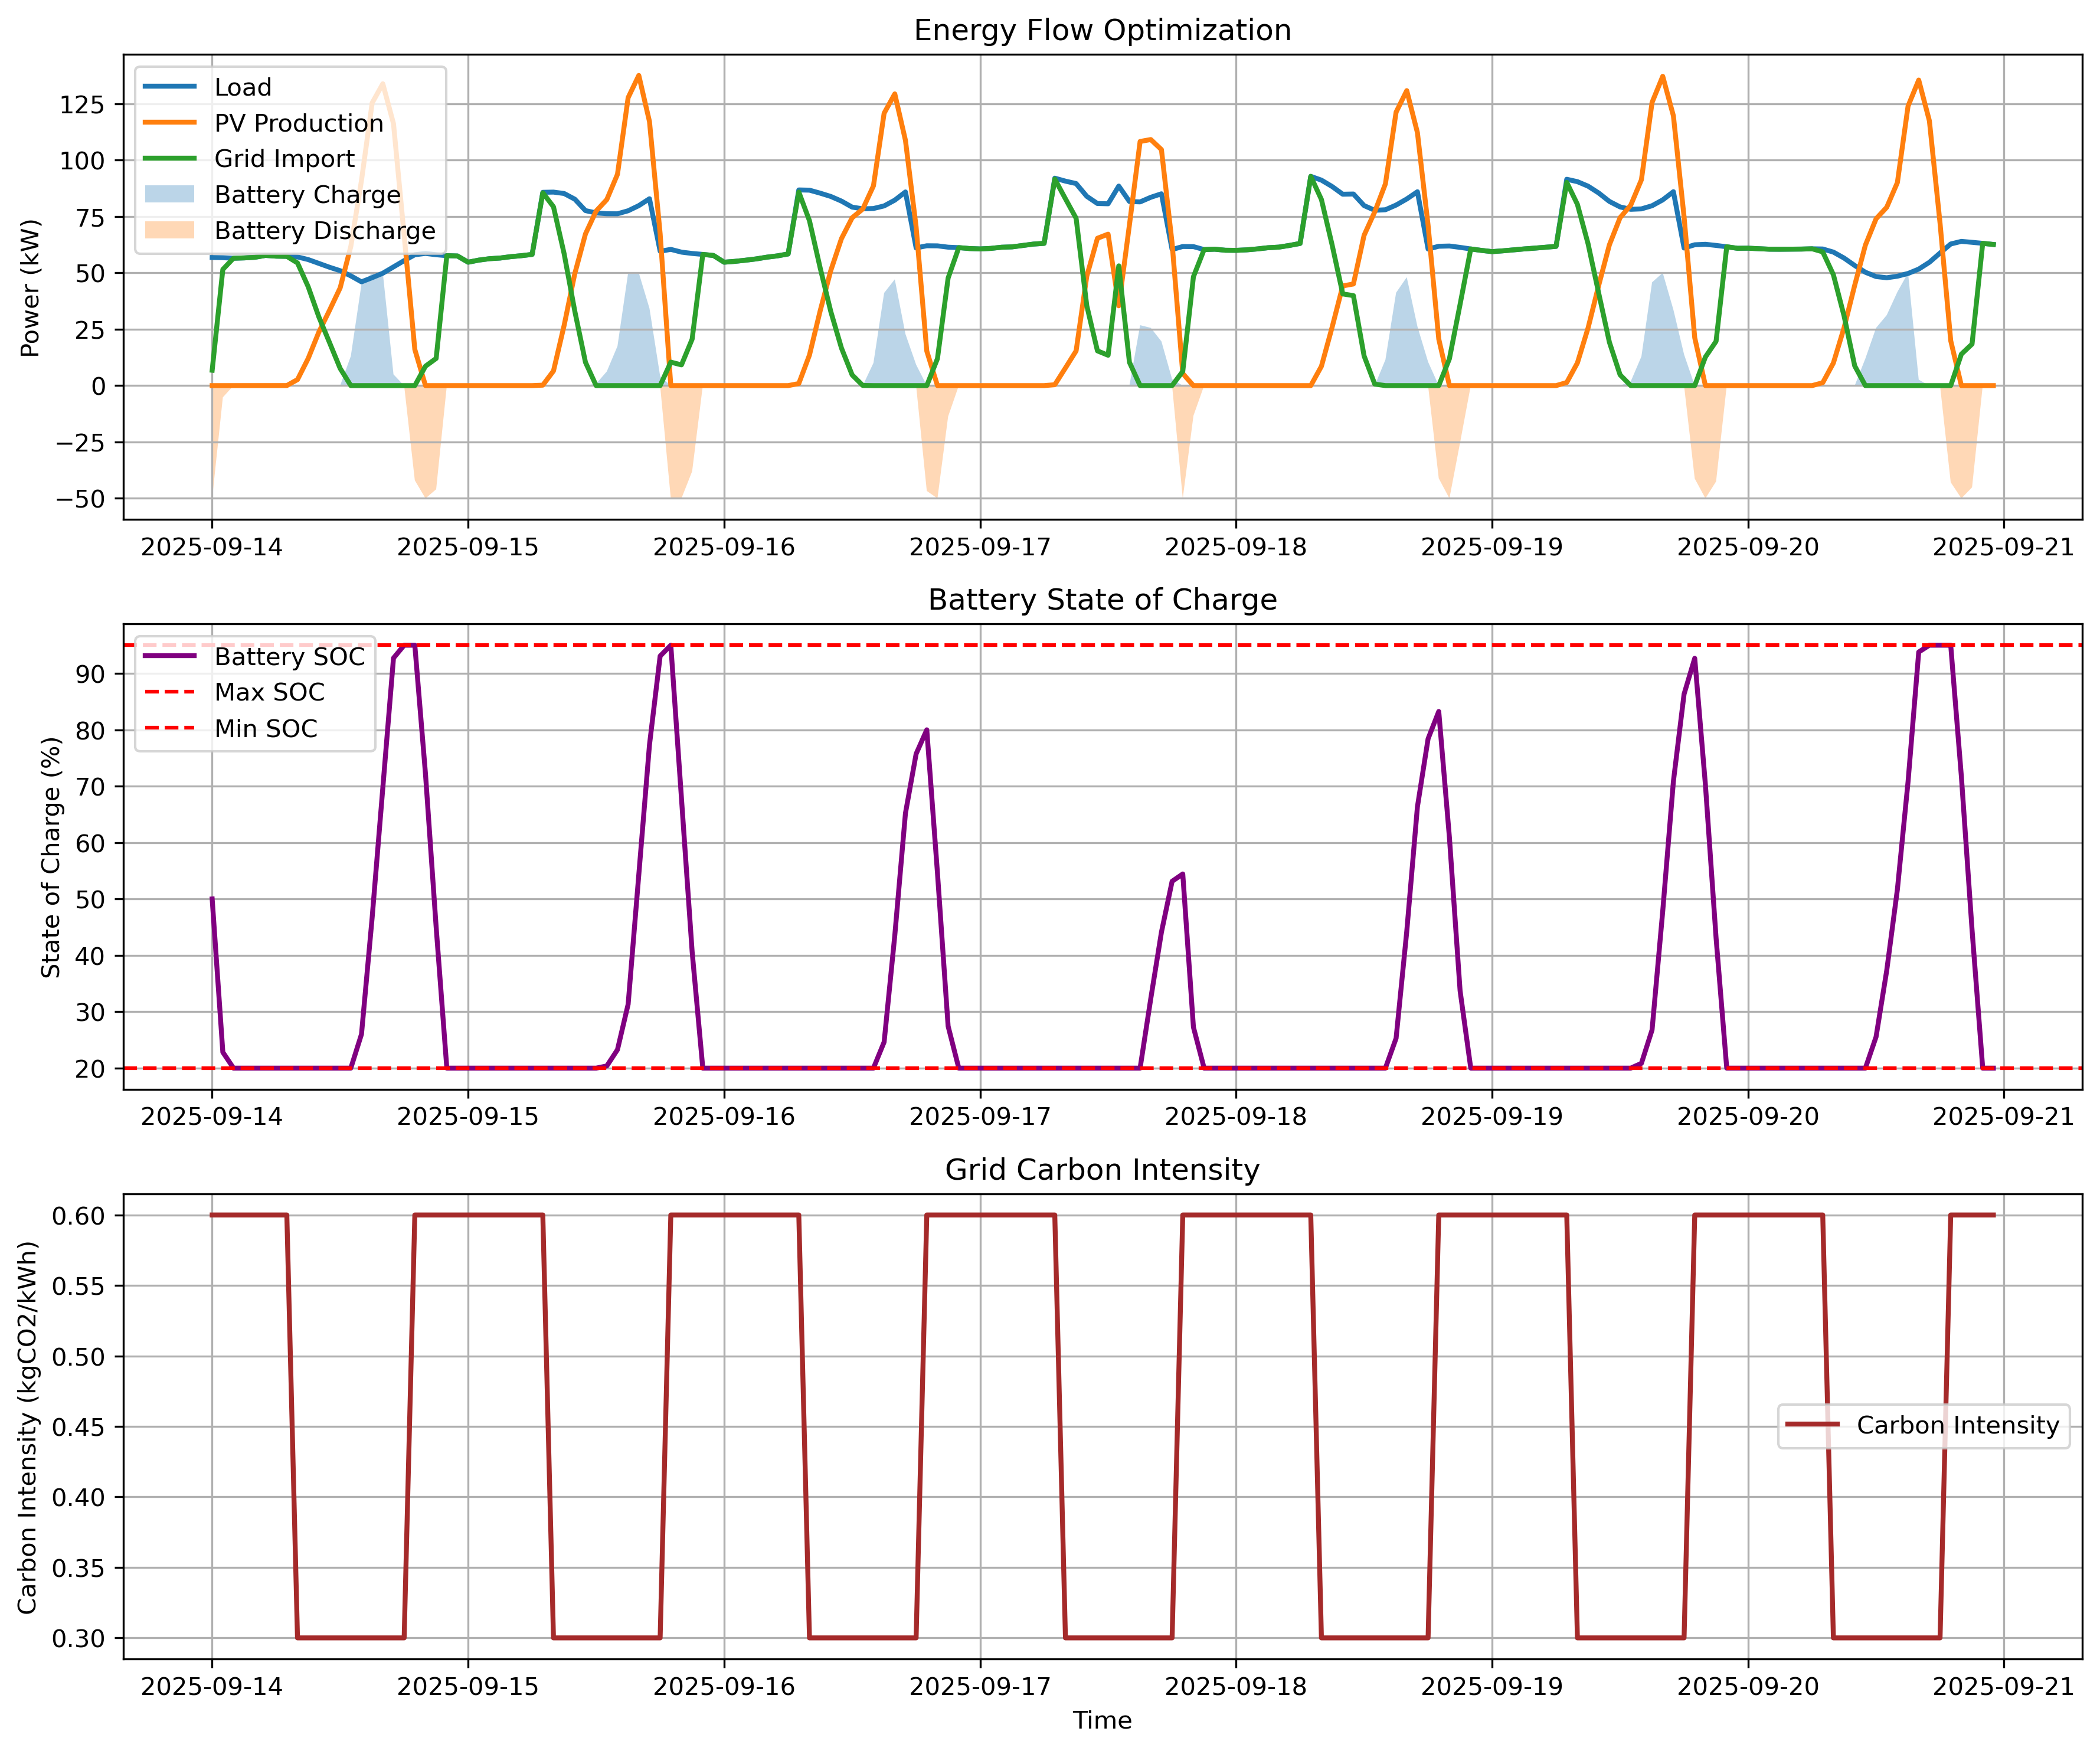 Energy Flow Optimization
Power (kW)
125
100
75
50
25
0
−25
−50
Load
PV Production
Grid Import
Battery Charge
Battery Discharge
2025-09-14 2025-09-15 2025-09-16 2025-09-17 2025-09-18 2025-09-19 2025-09-20 2025-09-21
Battery State of Charge
State of Charge (%)
90
80
70
60
50
40
30
20
Battery SOC
Max SOC
Min SOC
2025-09-14 2025-09-15 2025-09-16 2025-09-17 2025-09-18 2025-09-19 2025-09-20 2025-09-21
Grid Carbon Intensity
Carbon Intensity (kgCO2/kWh)
0.60
0.55
0.50
0.45
0.40
0.35
0.30
Carbon Intensity
2025-09-14 2025-09-15 2025-09-16 2025-09-17 2025-09-18 2025-09-19 2025-09-20 2025-09-21
Time